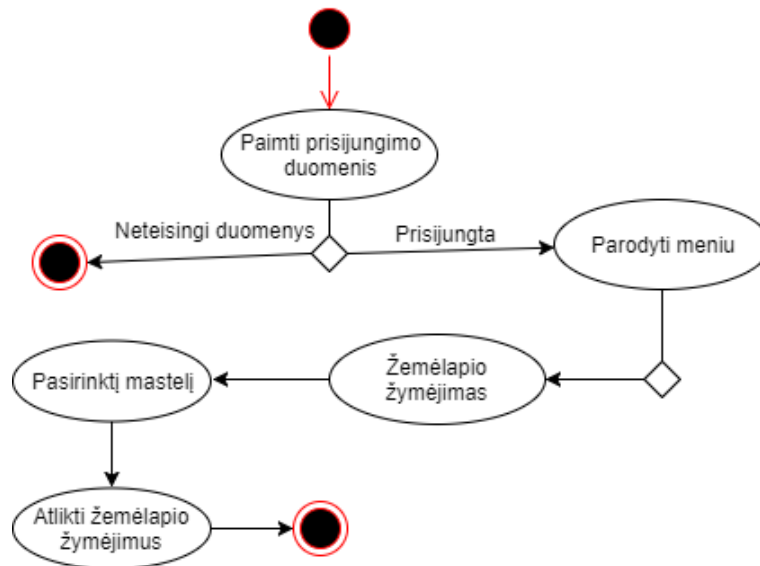 Paimti prisijungimo
duomenis
Neteisingi duomenys
Prisijungta
Parodyti meniu
Žemėlapio
žymėjimas
Pasirinktį mastelį
Atlikti žemėlapio
žymėjimus